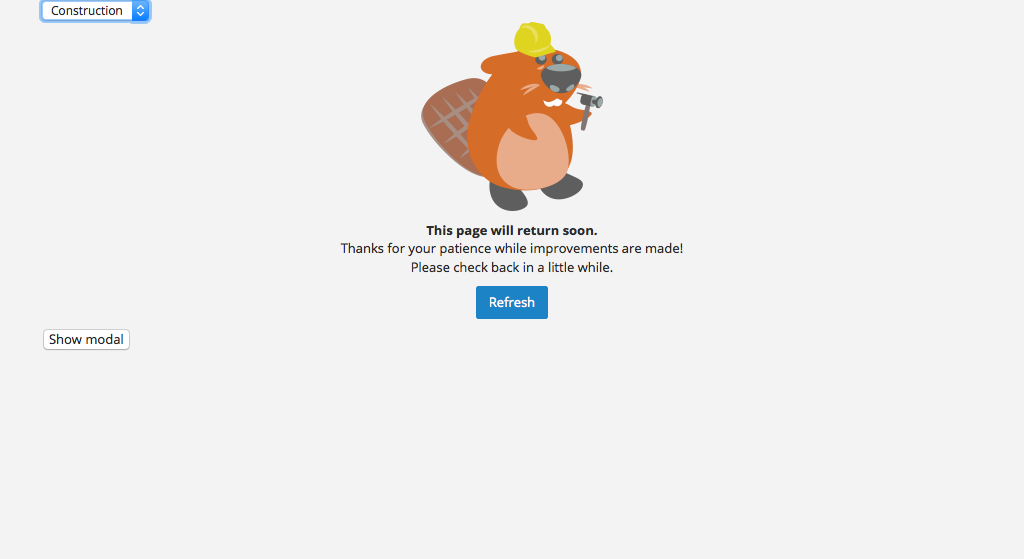 Construction
This page will return soon.
Thanks for your patience while improvements are made!
Please check back in a little while.
Refresh
Show modal